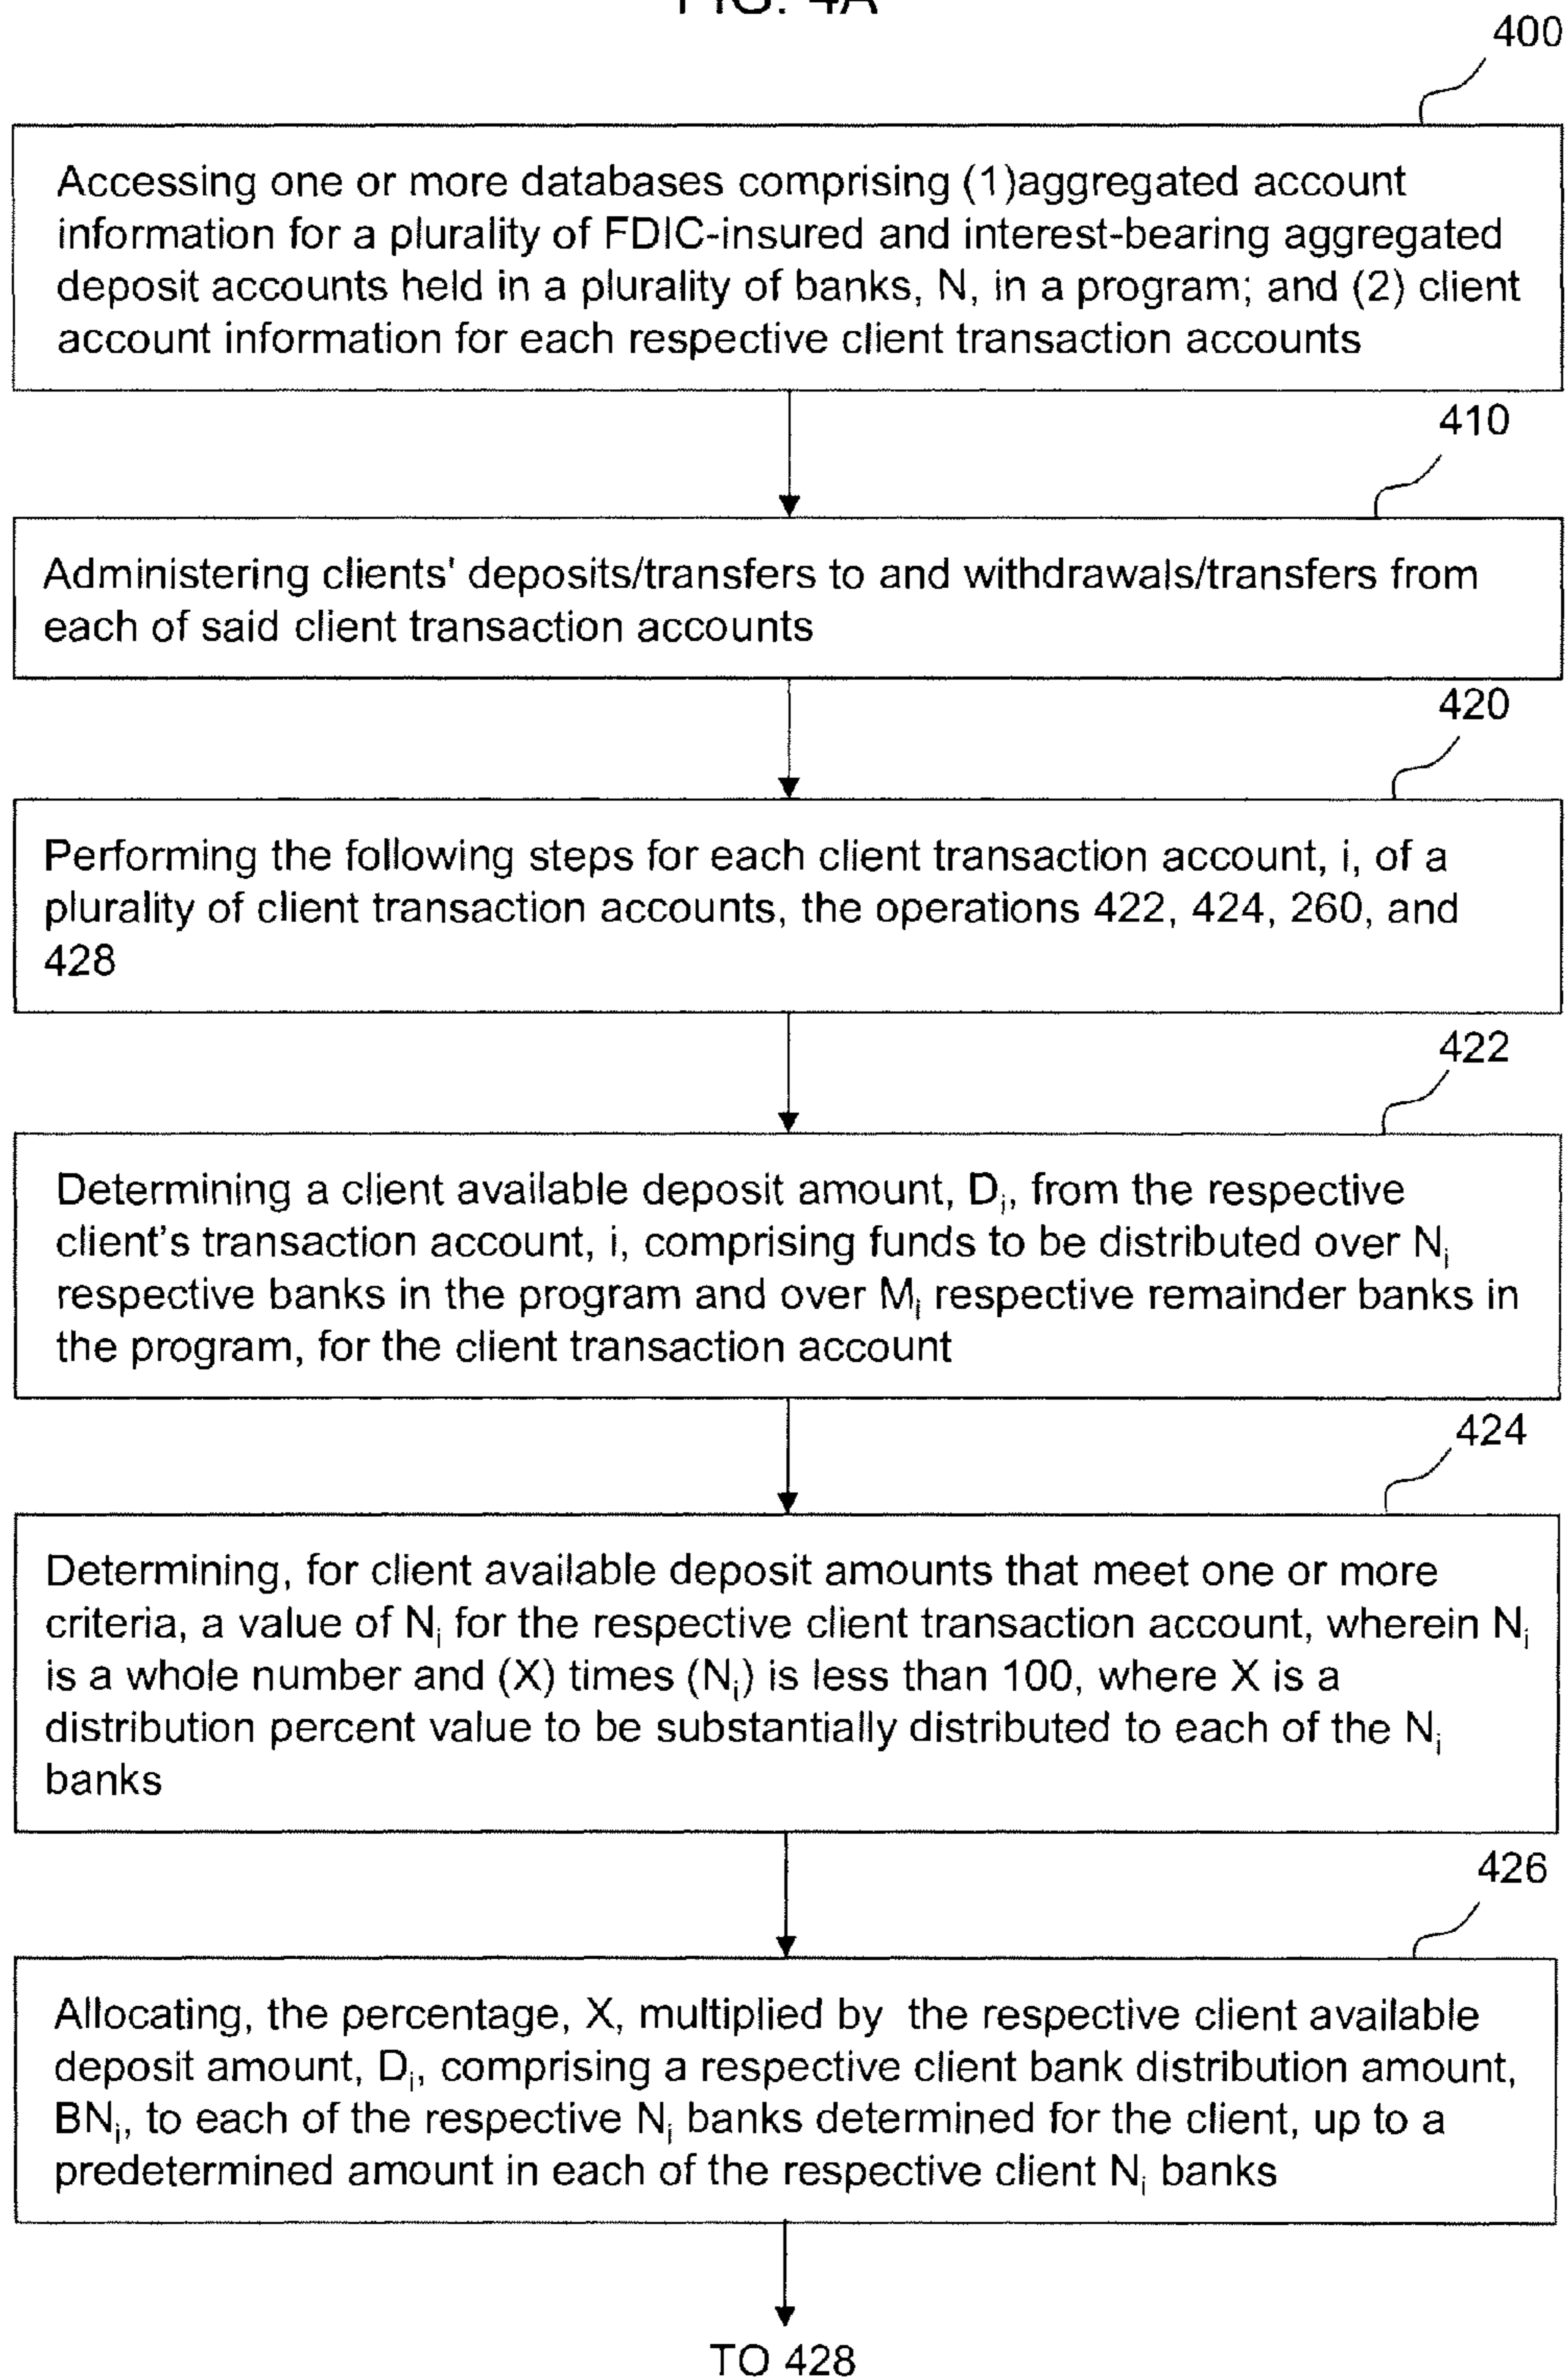 FIG. 4A
400
Accessing one or more databases comprising (1)aggregated account
information for a plurality of FDIC-insured and interest-bearing aggregated
deposit accounts held in a plurality of banks, N, in a program; and (2) client
account information for each respective client transaction accounts
410
Administering clients' deposits/transfers to and withdrawals/transfers from
each of said client transaction accounts
420
Performing the following steps for each client transaction account, i, of a
plurality of client transaction accounts, the operations 422, 424, 260, and
428
422
Determining a client available deposit amount, Di, from the respective
client's transaction account, i, comprising funds to be distributed over Ni
respective banks in the program and over Mi respective remainder banks in
the program, for the client transaction account
424
Determining, for client available deposit amounts that meet one or more
criteria, a value of Ni for the respective client transaction account, wherein Ni
is a whole number and (X) times (Ni) is less than 100, where X is a
distribution percent value to be substantially distributed to each of the Ni
banks
426
Allocating, the percentage, X, multiplied by the respective client available
deposit amount, Di, comprising a respective client bank distribution amount,
BNi, to each of the respective Ni banks determined for the client, up to a
predetermined amount in each of the respective client Ni banks
TO 428